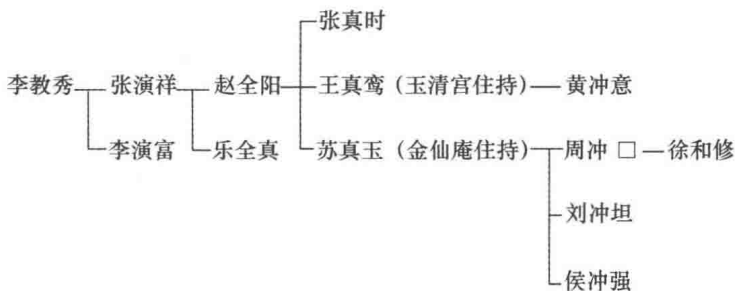 张真时
李教秀 张演祥 赵全阳 王真鸾（玉清宫住持） 黄冲意
李演富 乐全真 苏真玉（金仙庵住持） 周冲 □ 徐和修
刘冲坦
侯冲强